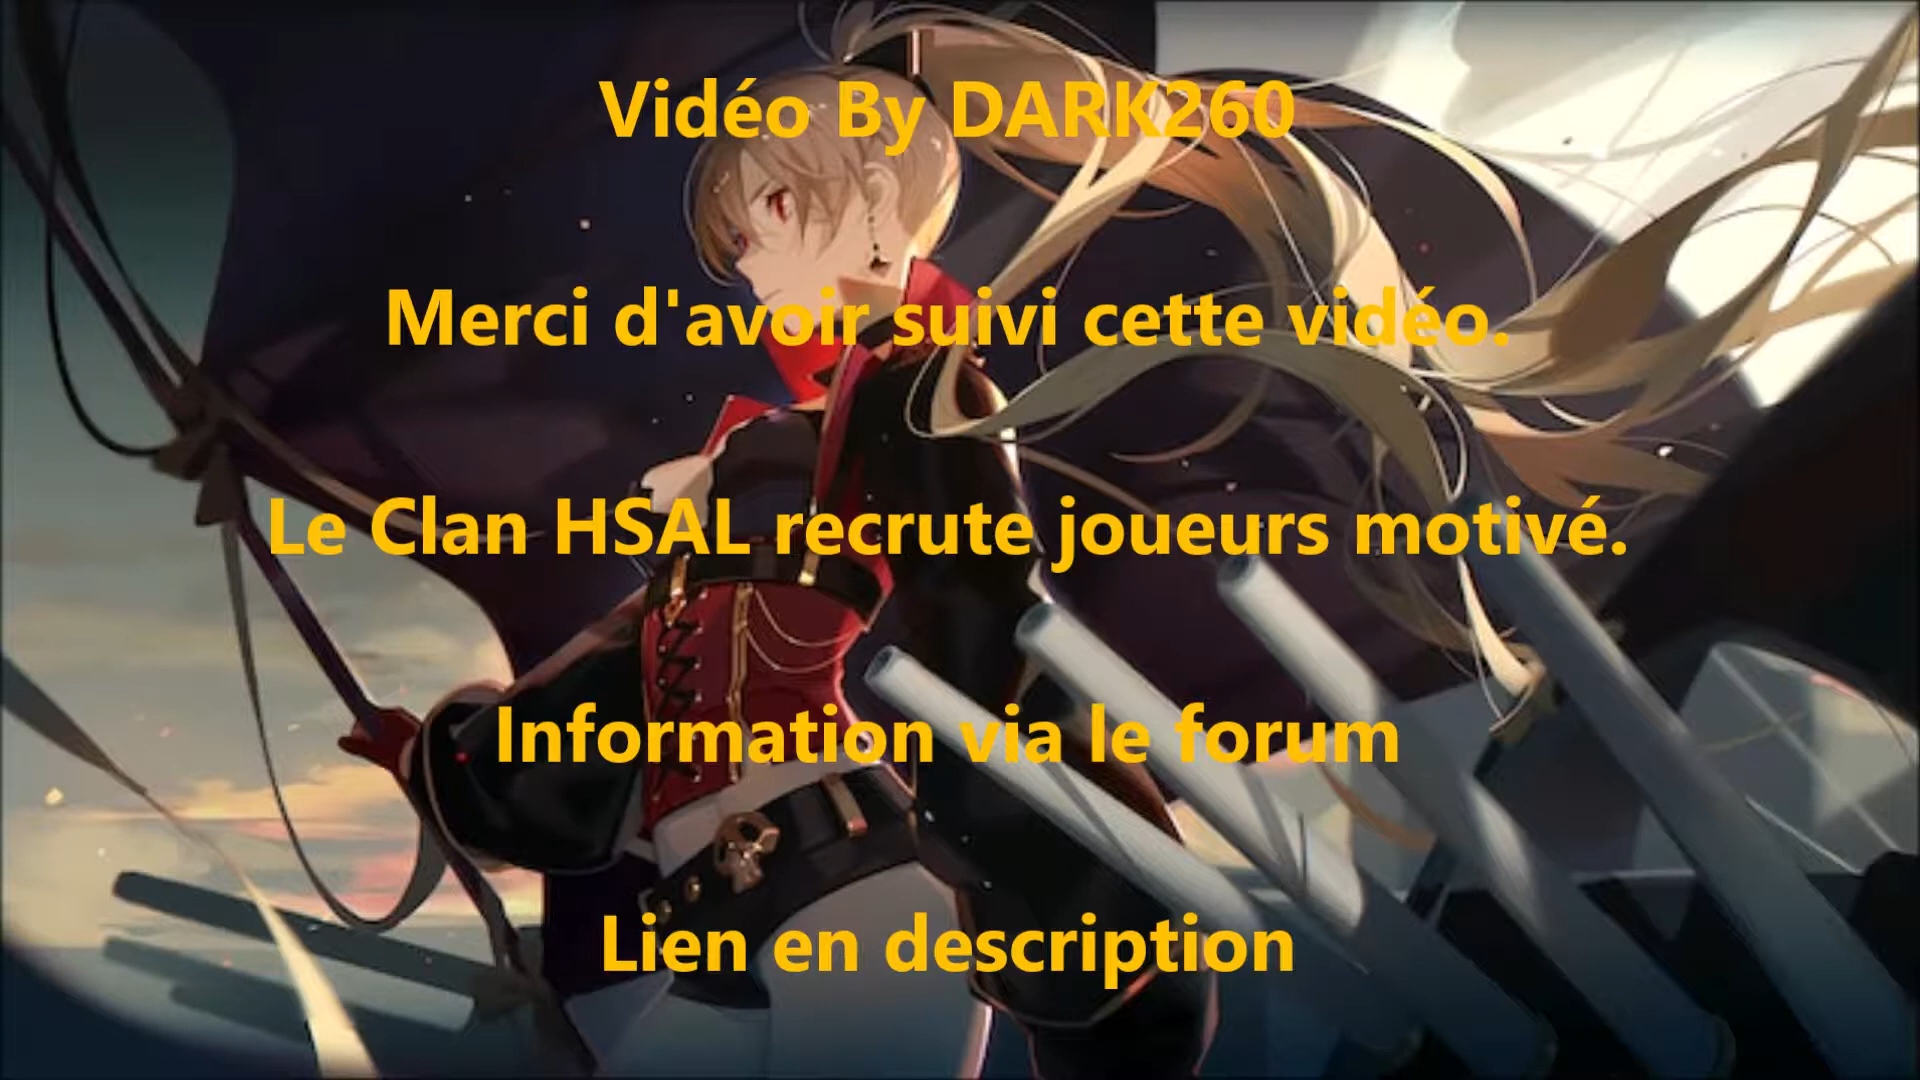 Vidéo By DARK260
Merci d'avoir suivi cette vidéo.
Le Clan HSAL recrute joueurs motivé.
Information via le forum
Lien en description